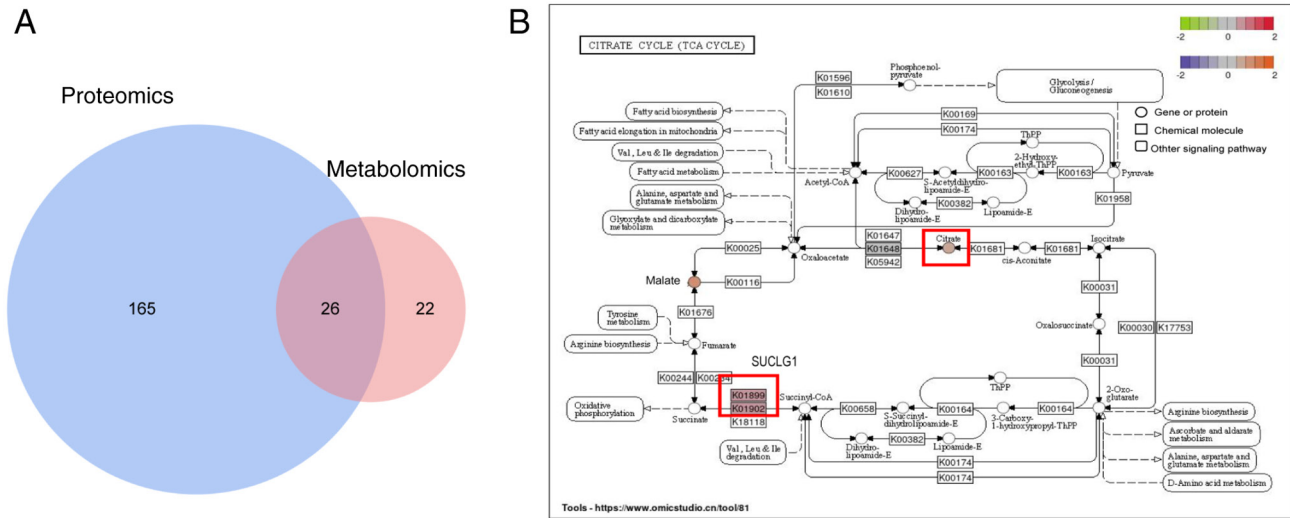 A
B
Proteomics
Metabolomics
165
26
22
CITRATE CYCLE (TCA CYCLE)
-2
0
2
-2
0
2
Gene or protein
Chemical molecule
Othter signaling pathway
K01596
K01610
Phosphoenol-
pyruvate
Glycolysis /
Gluconeogenesis
Fatty acid biosynthesis
Fatty acid elongation in mitochondria
Val, Leu & Ile degradation
Fatty acid metabolism
Alanine, aspartate and
glutamate metabolism
Glyoxylate and dicarboxylate
metabolism
K00169
K00174
ThPP
2-Hydroxy-
ethyl-ThPP
Acetyl-CoA
K00627
S-Acetyldihydro-
lipoamide-E
K00163
K00163
Pyruvate
Dihydro-
lipoamide-E
K00382
Lipoamide-E
K01958
K00025
Oxaloacetate
K01647
K01648
K05942
Citrate
K01681
cis-Aconitate
K01681
Isocitrate
Malate
K00116
K00031
K01676
Tyrosine
metabolism
Arginine biosynthesis
Fumarate
Oxalosuccinate
K00030
K17753
K00031
SUCLG1
K00244
Oxidative
phosphorylation
Succinate
K01899
K01902
K18118
Succinyl-CoA
K00658
S-Succinyl-
dihydrolipoamide-E
K00164
ThPP
3-Carboxy-
1-hydroxypropyl-ThPP
K00164
2-Oxo-
glutarate
Val, Leu & Ile
degradation
Dihydro-
lipoamide-E
K00382
Lipoamide-E
K00174
K00174
Arginine biosynthesis
Ascorbate and aldarate
metabolism
Alanine, aspartate and
glutamate metabolism
D-Amino acid metabolism
Tools - https://www.omicstudio.cn/tool/81